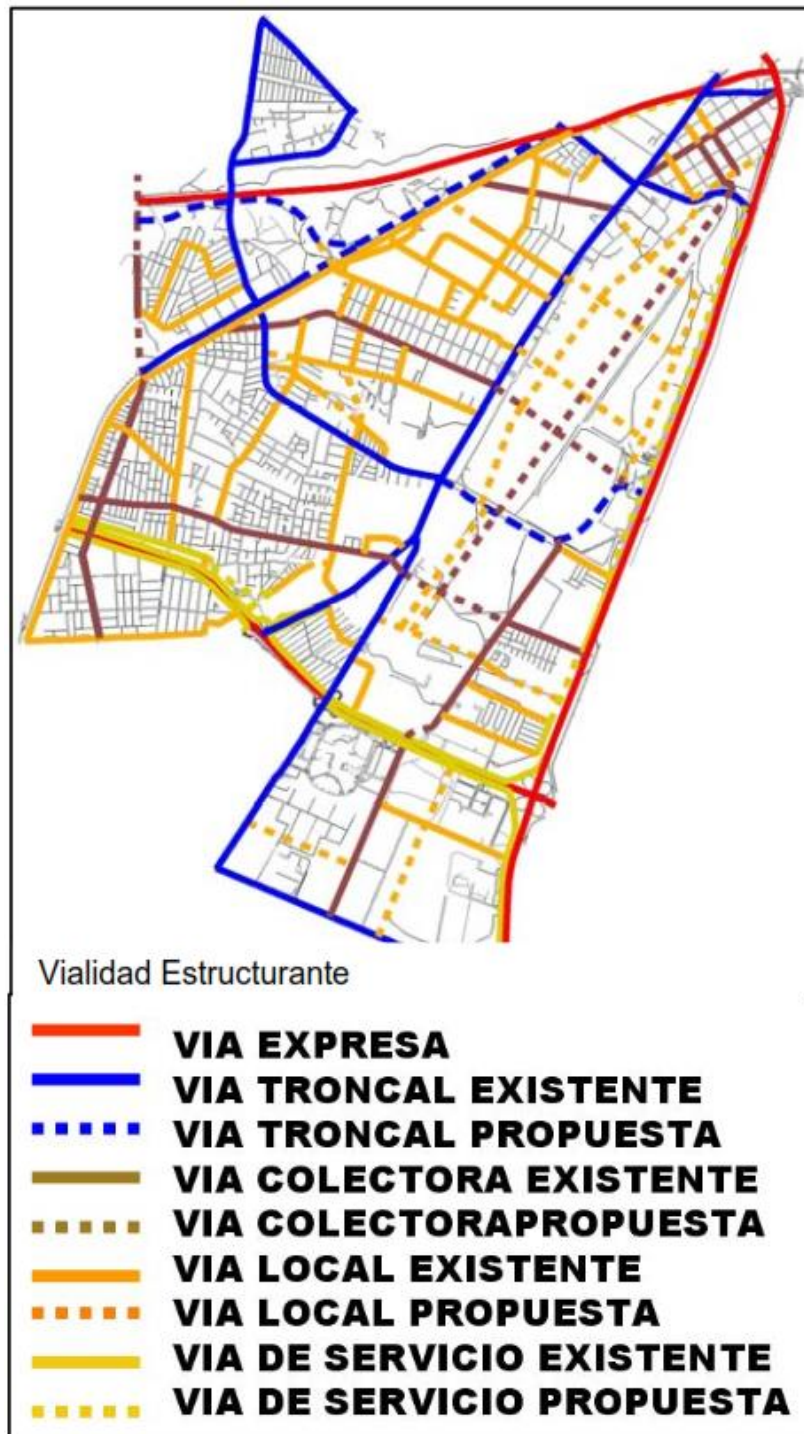 Vialidad Estructurante
VIA EXPRESA
VIA TRONCAL EXISTENTE
VIA TRONCAL PROPUESTA
VIA COLECTORA EXISTENTE
VIA COLECTORAPROPUESTA
VIA LOCAL EXISTENTE
VIA LOCAL PROPUESTA
VIA DE SERVICIO EXISTENTE
VIA DE SERVICIO PROPUESTA